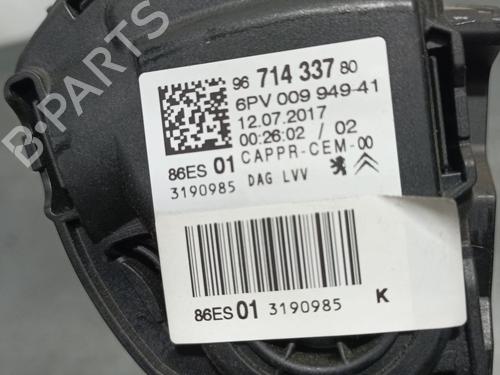 96 714 337 80
6PV 009 949-41
12.07.2017
00:26:02 / 02
86ES 01 CAPPR-CEM-00
3190985 DAG LVV
86ES 01 3190985 K
B-PARTS